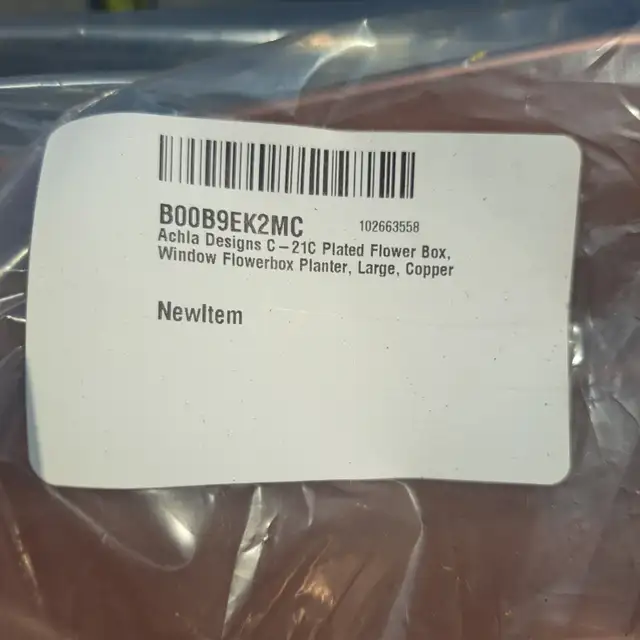 B00B9EK2MC 102663558
Achla Designs C-21C Plated Flower Box,
Window Flowerbox Planter, Large, Copper
NewItem